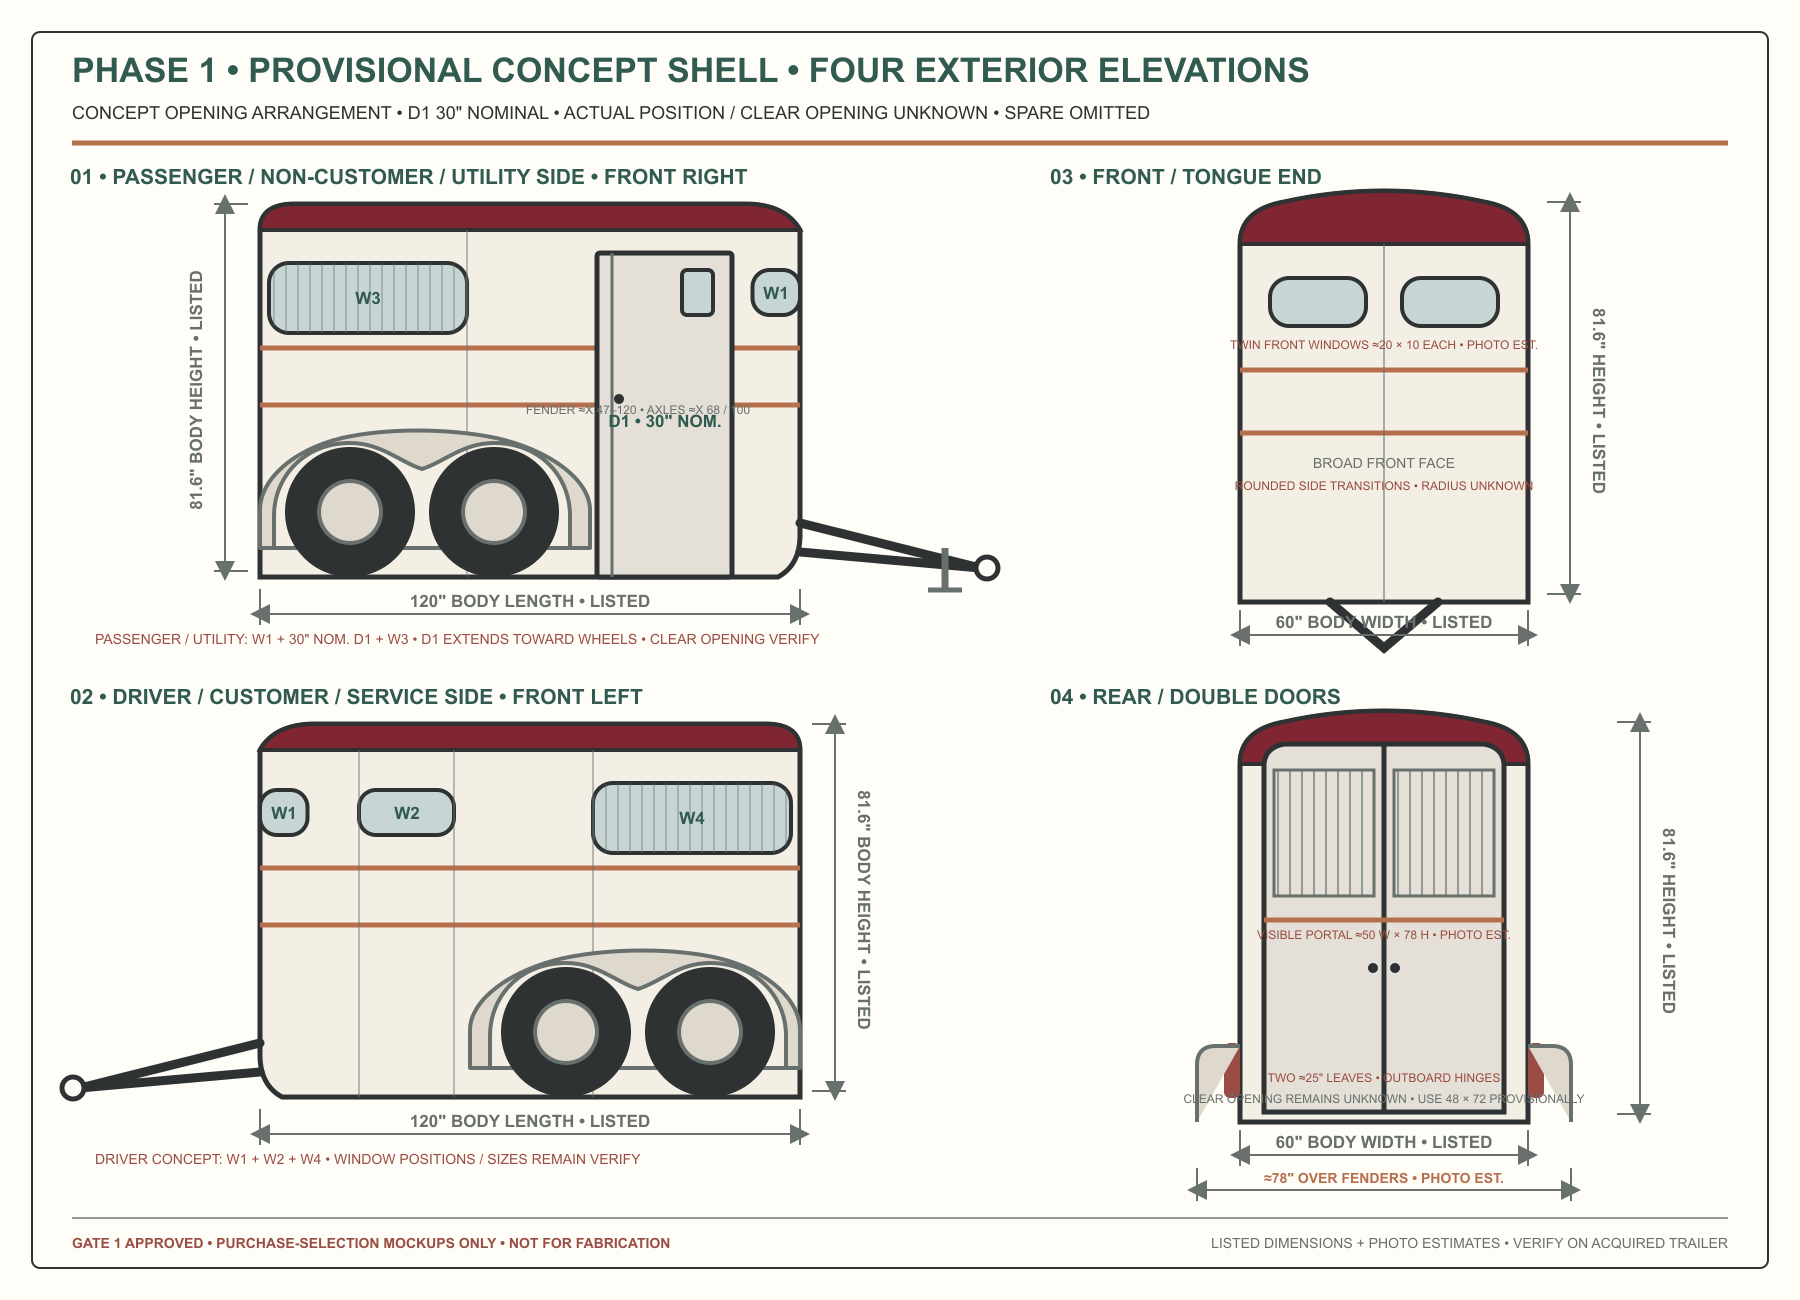 PHASE 1 • PROVISIONAL CONCEPT SHELL • FOUR EXTERIOR ELEVATIONS
CONCEPT OPENING ARRANGEMENT • D1 30" NOMINAL • ACTUAL POSITION / CLEAR OPENING UNKNOWN • SPARE OMITTED
01 • PASSENGER / NON-CUSTOMER / UTILITY SIDE • FRONT RIGHT
81.6" BODY HEIGHT • LISTED
W3
W1
FENDER ≈X 47–120 • AXLES ≈X 68 / 100
D1 • 30" NOM.
120" BODY LENGTH • LISTED
PASSENGER / UTILITY: W1 + 30" NOM. D1 + W3 • D1 EXTENDS TOWARD WHEELS • CLEAR OPENING VERIFY
03 • FRONT / TONGUE END
TWIN FRONT WINDOWS ≈20 × 10 EACH • PHOTO EST.
BROAD FRONT FACE
ROUNDED SIDE TRANSITIONS • RADIUS UNKNOWN
81.6" HEIGHT • LISTED
60" BODY WIDTH • LISTED
02 • DRIVER / CUSTOMER / SERVICE SIDE • FRONT LEFT
W1
W2
W4
81.6" BODY HEIGHT • LISTED
120" BODY LENGTH • LISTED
DRIVER CONCEPT: W1 + W2 + W4 • WINDOW POSITIONS / SIZES REMAIN VERIFY
04 • REAR / DOUBLE DOORS
VISIBLE PORTAL ≈50 W × 78 H • PHOTO EST.
81.6" HEIGHT • LISTED
TWO ≈25" LEAVES • OUTBOARD HINGES
CLEAR OPENING REMAINS UNKNOWN • USE 48 × 72 PROVISIONALLY
60" BODY WIDTH • LISTED
≈78" OVER FENDERS • PHOTO EST.
GATE 1 APPROVED • PURCHASE-SELECTION MOCKUPS ONLY • NOT FOR FABRICATION
LISTED DIMENSIONS + PHOTO ESTIMATES • VERIFY ON ACQUIRED TRAILER